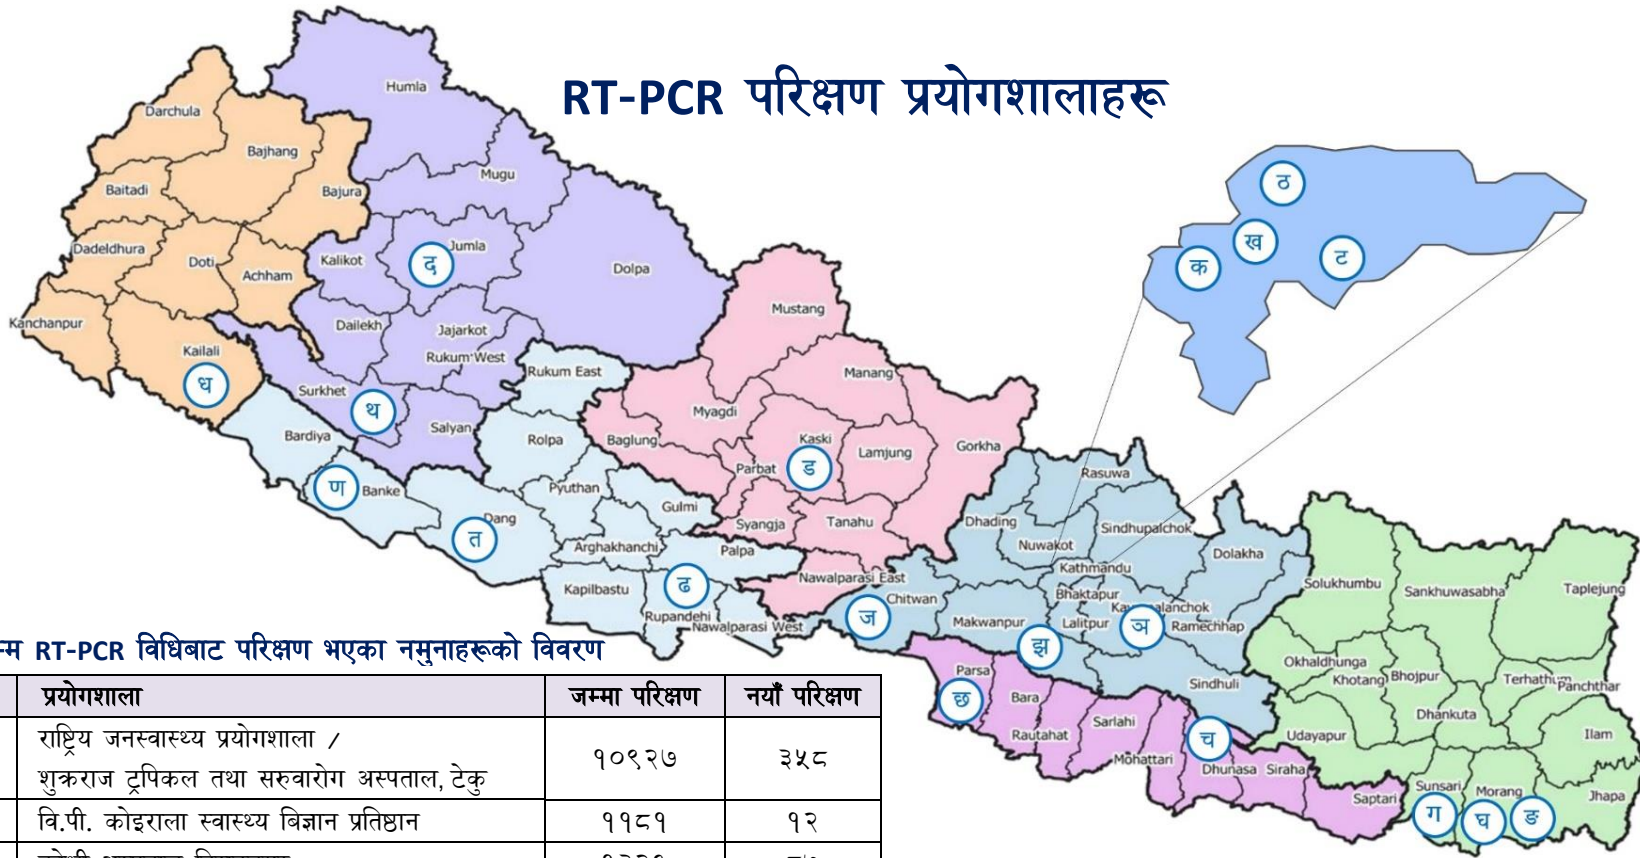 RT-PCR परिक्षण प्रयोगशालाहरू
Humla
Darchula
Bajhang
Mugu
Baitadi
Bajura
Dadeldhura
Doti
Achham
Kalikot
द
Jumla
Dolpa
Kanchanpur
Kailali
ध
Dailekh
Jajarkot
Rukum West
Rukum East
Surkhet
थ
Salyan
Bardiya
ण
Banke
Rolpa
Pyuthan
Dang
त
Gulmi
Arghakhanchi
Palpa
Kapilbastu
ढ
Rupandehi
Nawalparasi West
Mustang
Manang
Myagdi
Baglung
Parbat
Kaski
ड
Lamjung
Gorkha
Syangja
Tanahu
Nawalparasi East
ठ
ख
क
ट
Rasuwa
Dhading
Nuwakot
Sindhupalchok
Dolakha
Kathmandu
Bhaktapur
Lalitpur
ञ
Ramechhap
Chitwan
ज
Makwanpur
झ
Sindhuli
Parsa
छ
Bara
Rautahat
Sarlahi
Mohattari
च
Dhunasa
Siraha
Saptari
Solukhumbu
Sankhuwasabha
Taplejung
Okhaldhunga
Khotang
Bhojpur
Terhathum
Panchthar
Dhankuta
Udayapur
Ilam
Sunsari
Morang
Jhapa
ग
घ
ङ
RT-PCR विधिबाट परिक्षण भएका नमुनाहरूको विवरण
प्रयोगशाला जम्मा परिक्षण नयाँ परिक्षण
राष्ट्रिय जनस्वास्थ्य प्रयोगशाला /
शुक्रराज ट्रपिकल तथा सरुवारोग अस्पताल, टेकु १०९२७ ३५८
वि.पी. कोइराला स्वास्थ्य बिज्ञान प्रतिष्ठान ११८१ १२